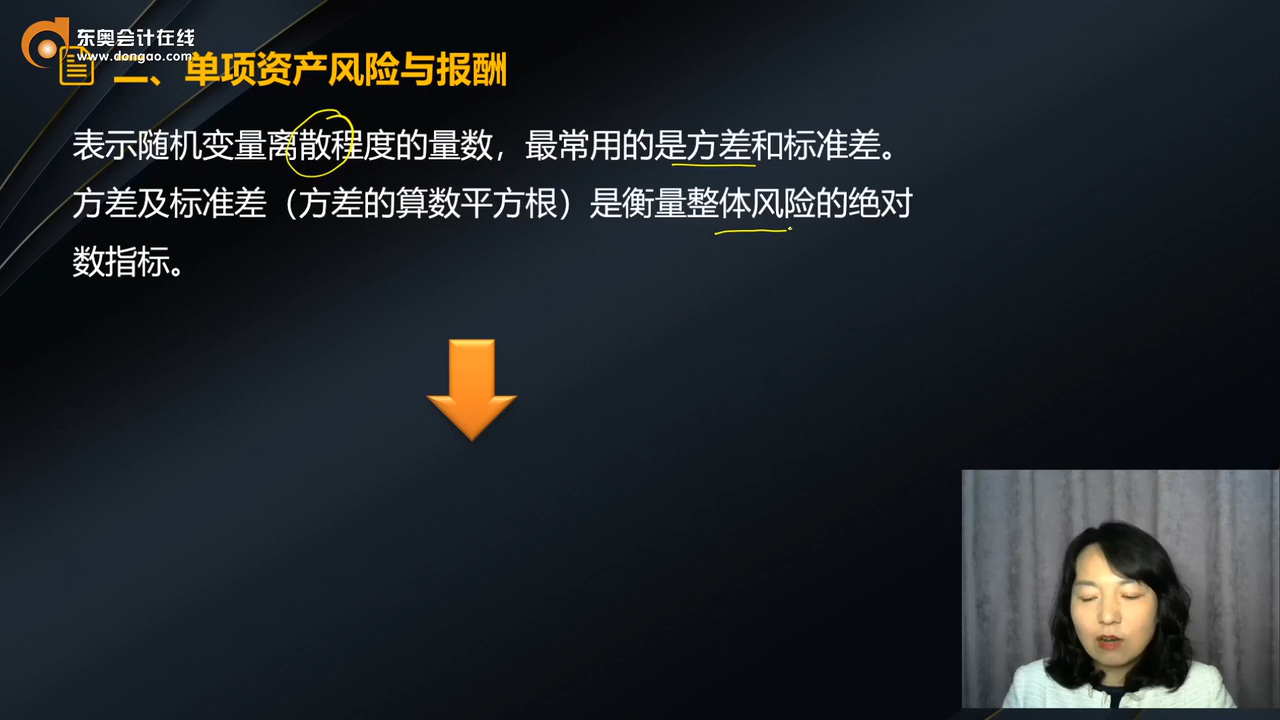 东奥会计在线
www.dongao.com
二、单项资产风险与报酬
表示随机变量离散程度的量数，最常用的是方差和标准差。
方差及标准差（方差的算数平方根）是衡量整体风险的绝对
数指标。